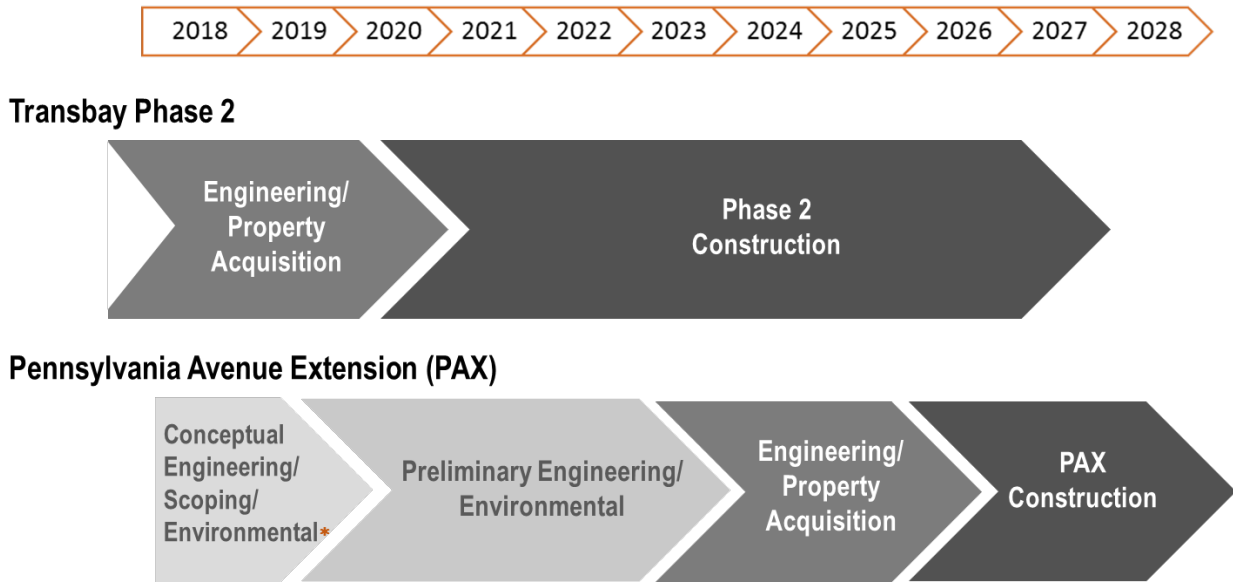 2018 2019 2020 2021 2022 2023 2024 2025 2026 2027 2028
Transbay Phase 2
Engineering/
Property
Acquisition
Phase 2
Construction
Pennsylvania Avenue Extension (PAX)
Conceptual
Engineering/
Scoping/
Environmental*
Preliminary Engineering/
Environmental
Engineering/
Property
Acquisition
PAX
Construction